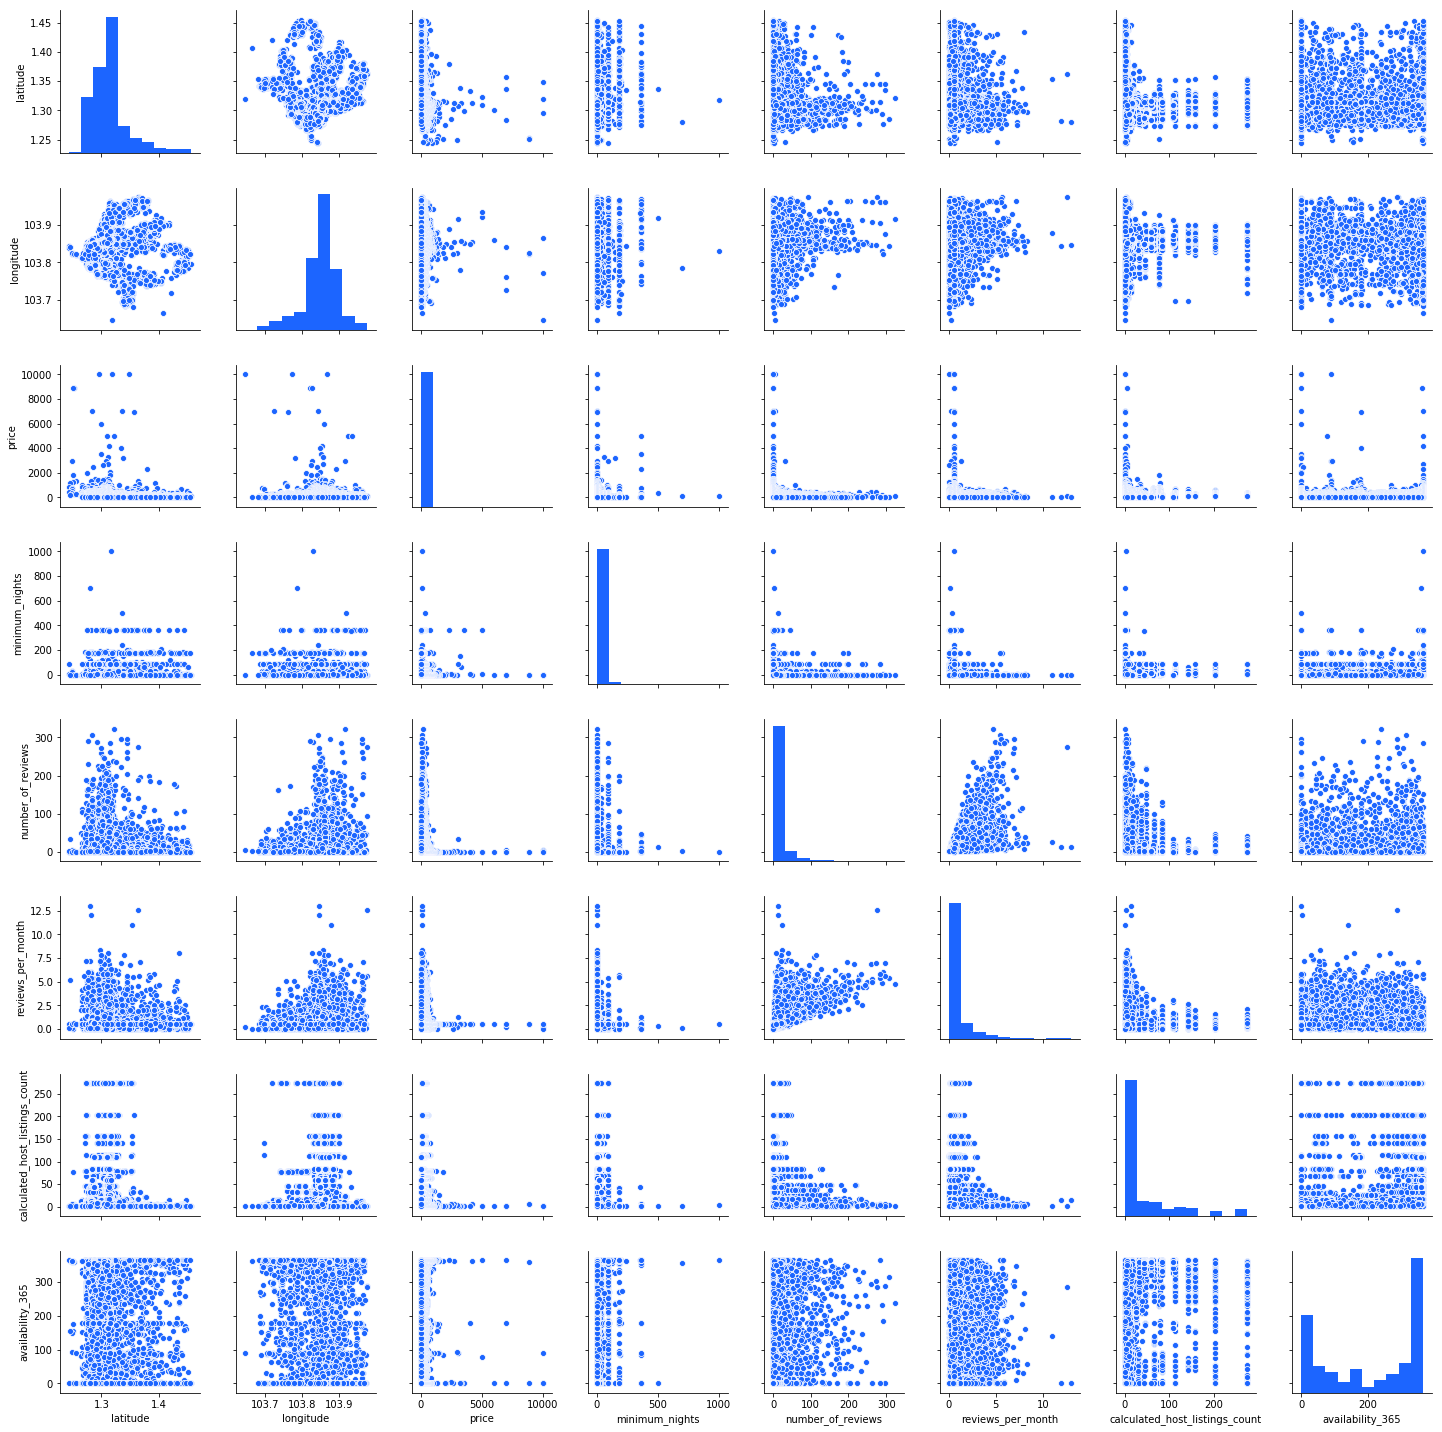 1.45
1.40
1.35
1.30
1.25
latitude
103.9
103.8
103.7
longitude
10000
8000
6000
4000
2000
0
price
1000
800
600
400
200
0
minimum_nights
300
200
100
0
number_of_reviews
12.5
10.0
7.5
5.0
2.5
0.0
reviews_per_month
250
200
150
100
50
0
calculated_host_listings_count
300
200
100
0
availability_365
1.3 1.4
latitude
103.7 103.8 103.9
longitude
0 5000 10000
price
0 500 1000
minimum_nights
0 100 200 300
number_of_reviews
0 5 10
reviews_per_month
0 100 200
calculated_host_listings_count
0 200
availability_365